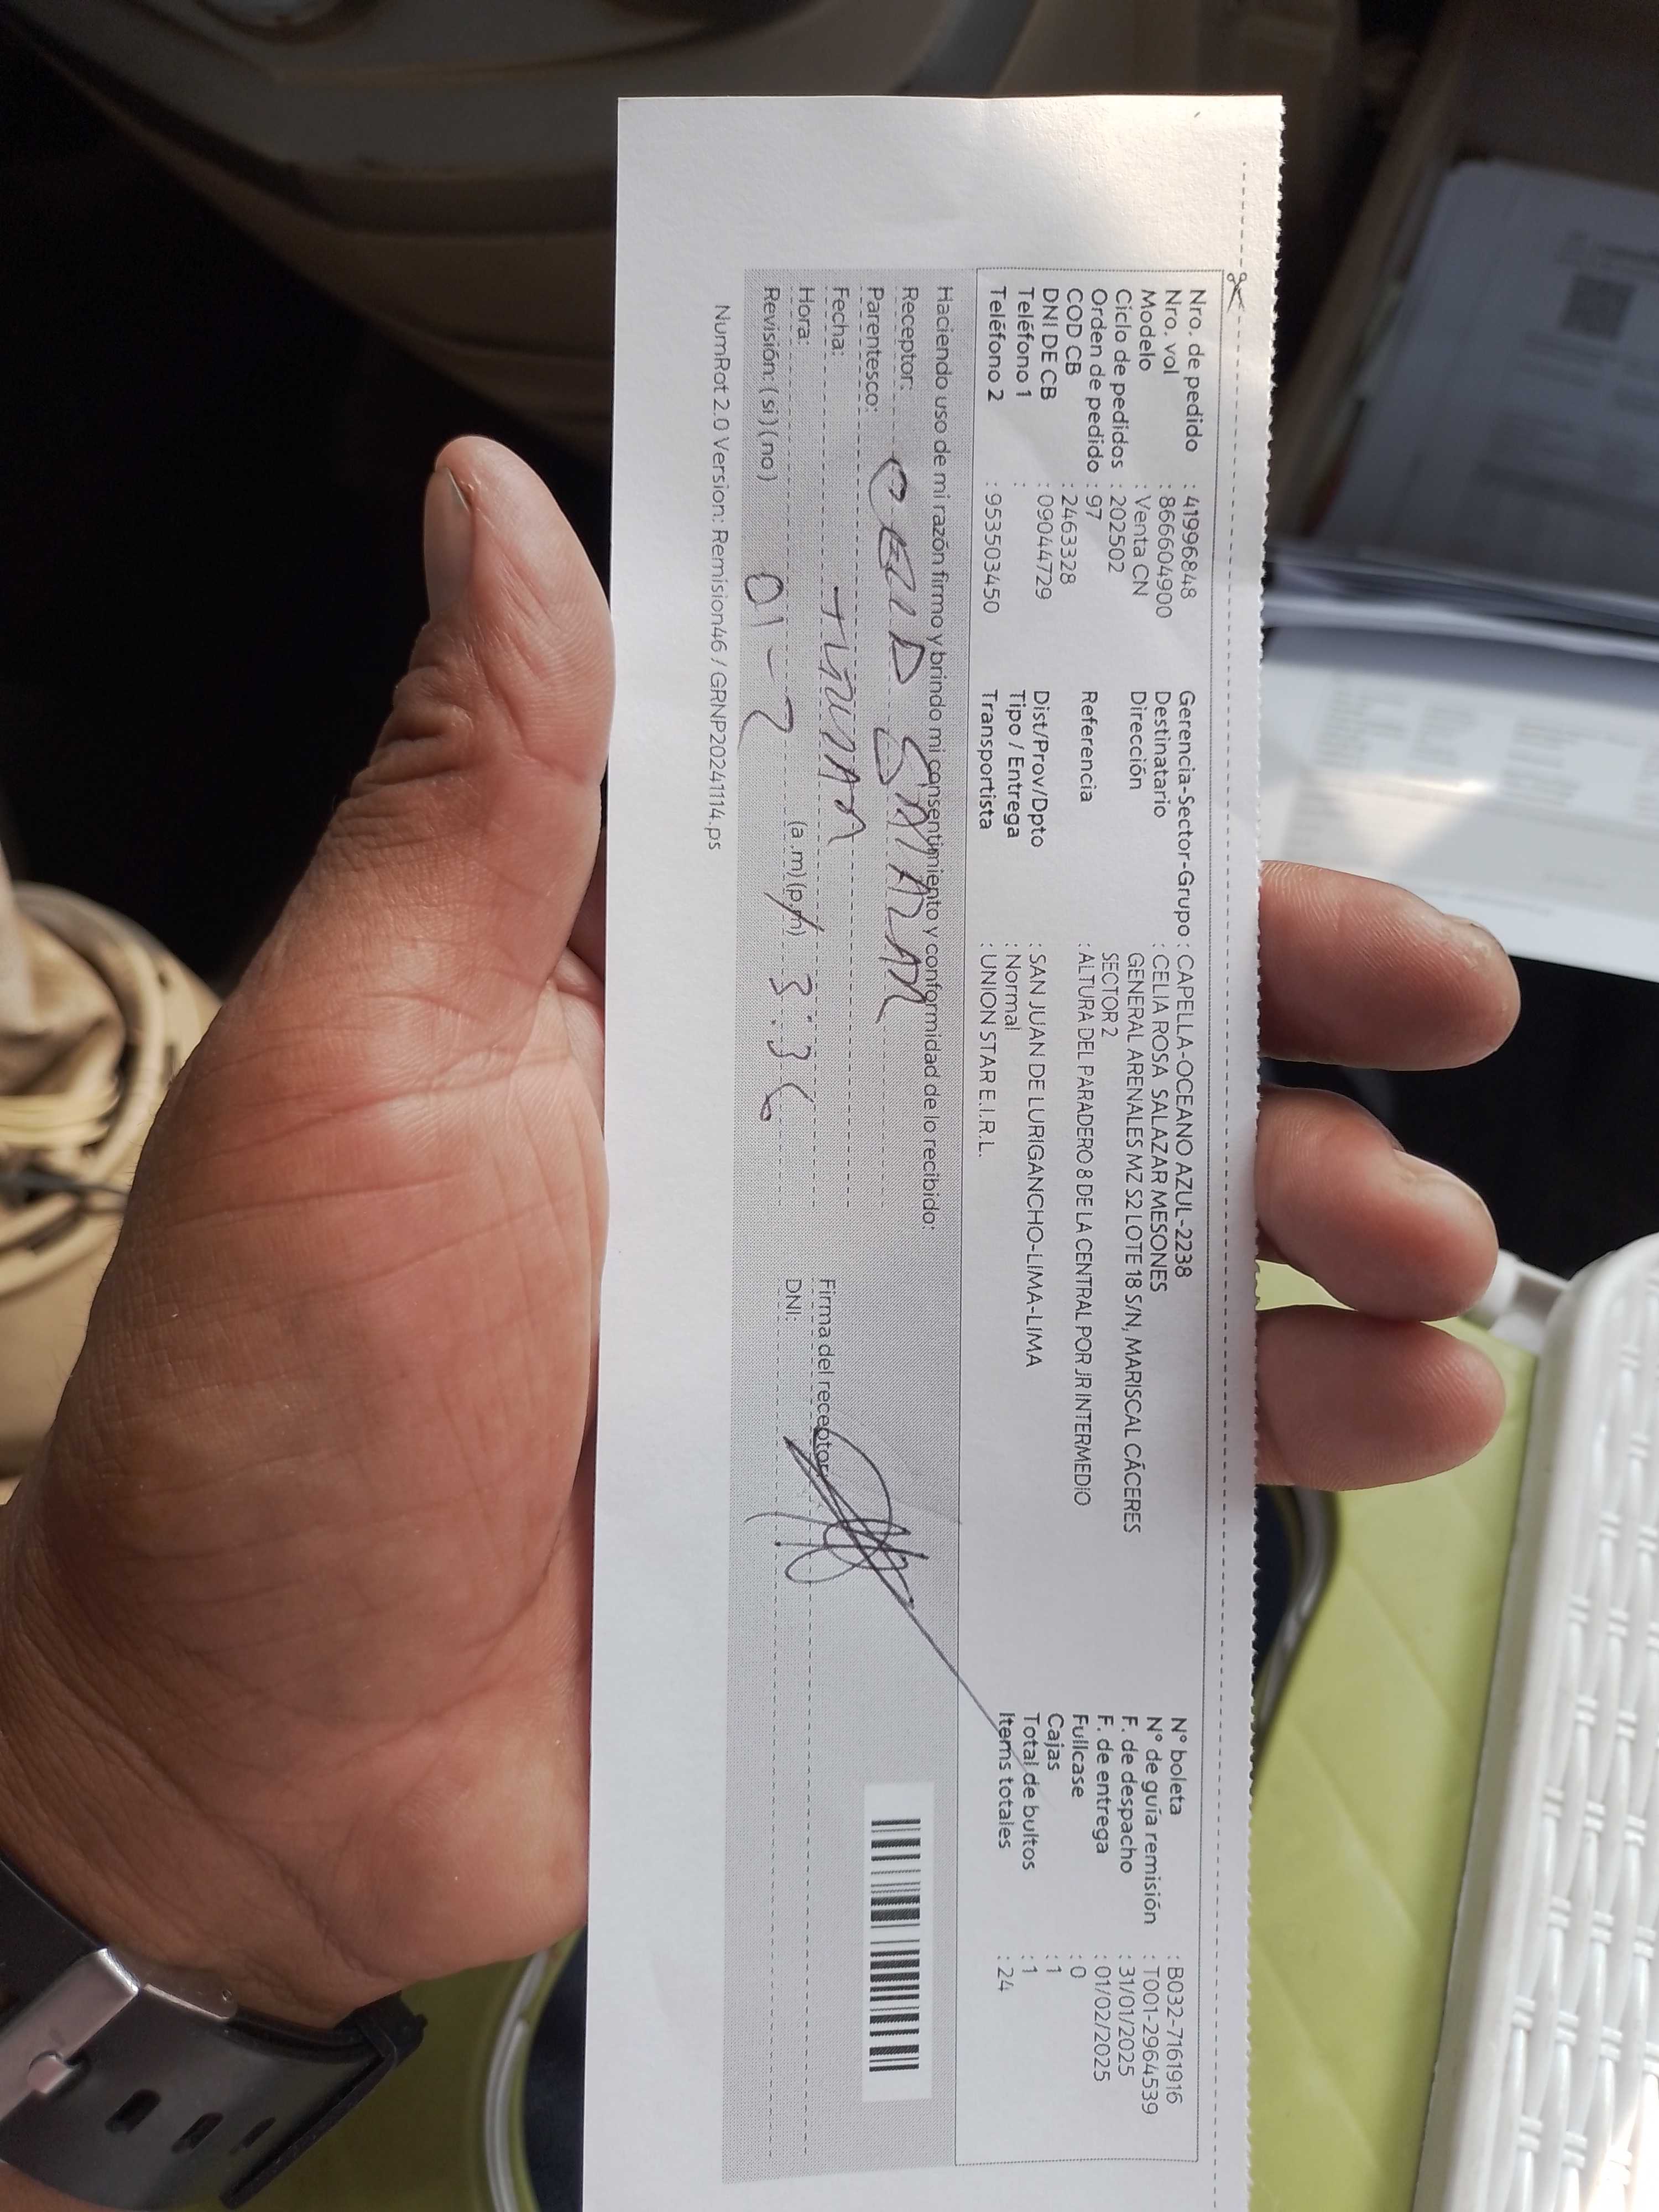 Nro. de pedido : 41996848
Nro. vol : 866604900
Modelo : Venta CN
Ciclo de pedidos : 202502
Orden de pedido : 97
COD CB : 2463328
DNI DE CB : 09044729
Teléfono 1 :
Teléfono 2 : 953503450
Gerencia-Sector-Grupo : CAPELLA-OCEANO AZUL-2238
Destinatario : CELIA ROSA SALAZAR MESONES
Dirección GENERAL ARENALES MZ S2 LOTE 18 S/N, MARISCAL CÁCERES
SECTOR 2
Referencia : ALTURA DEL PARADERO 8 DE LA CENTRAL POR JR INTERMEDIO
Dist/Prov/Dpto : SAN JUAN DE LURIGANCHO-LIMA-LIMA
Tipo / Entrega : Normal
Transportista : UNION STAR E.I.R.L.
N° boleta : B032-7161916
N° de guía remisión : T001-2964539
F. de despacho : 31/01/2025
F. de entrega : 01/02/2025
Fullcase : 0
Cajas : 1
Total de bultos : 1
Items totales : 24
Haciendo uso de mi razón firmo y brindo mi consentimiento y conformidad de lo recibido:
Receptor:
Parentesco:
Fecha:
Hora: 01-2 (a.m)(p.m)
Revisión: (si)(no)
Firma del receptor
DNI:
NumRot 2.0 Version: Remision46 / GRNP20241114.ps